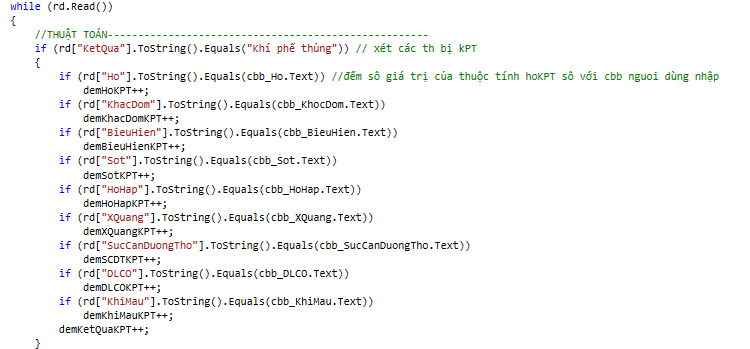 while (rd.Read())
{
//THUẬT TOÁN---------------------------------------------------
if (rd["KetQua"].ToString().Equals("Khí phế thũng")) // xét các th bị kPT
{
if (rd["Ho"].ToString().Equals(cbb_Ho.Text)) //đếm sô giá trị của thuộc tính hoKPT sô với cbb nguoi dùng nhập
demHoKPT++;
if (rd["KhacDom"].ToString().Equals(cbb_KhocDom.Text))
demKhacDomKPT++;
if (rd["BieuHien"].ToString().Equals(cbb_BieuHien.Text))
demBieuHienKPT++;
if (rd["Sot"].ToString().Equals(cbb_Sot.Text))
demSotKPT++;
if (rd["HoHap"].ToString().Equals(cbb_HoHap.Text))
demHoHapKPT++;
if (rd["XQuang"].ToString().Equals(cbb_XQuang.Text))
demXQuangKPT++;
if (rd["SucCanDuongTho"].ToString().Equals(cbb_SucCanDuongTho.Text))
demSCDTKPT++;
if (rd["DLCO"].ToString().Equals(cbb_DLCO.Text))
demDLCOKPT++;
if (rd["KhiMau"].ToString().Equals(cbb_KhiMau.Text))
demKhiMauKPT++;
demKetQuaKPT++;
}